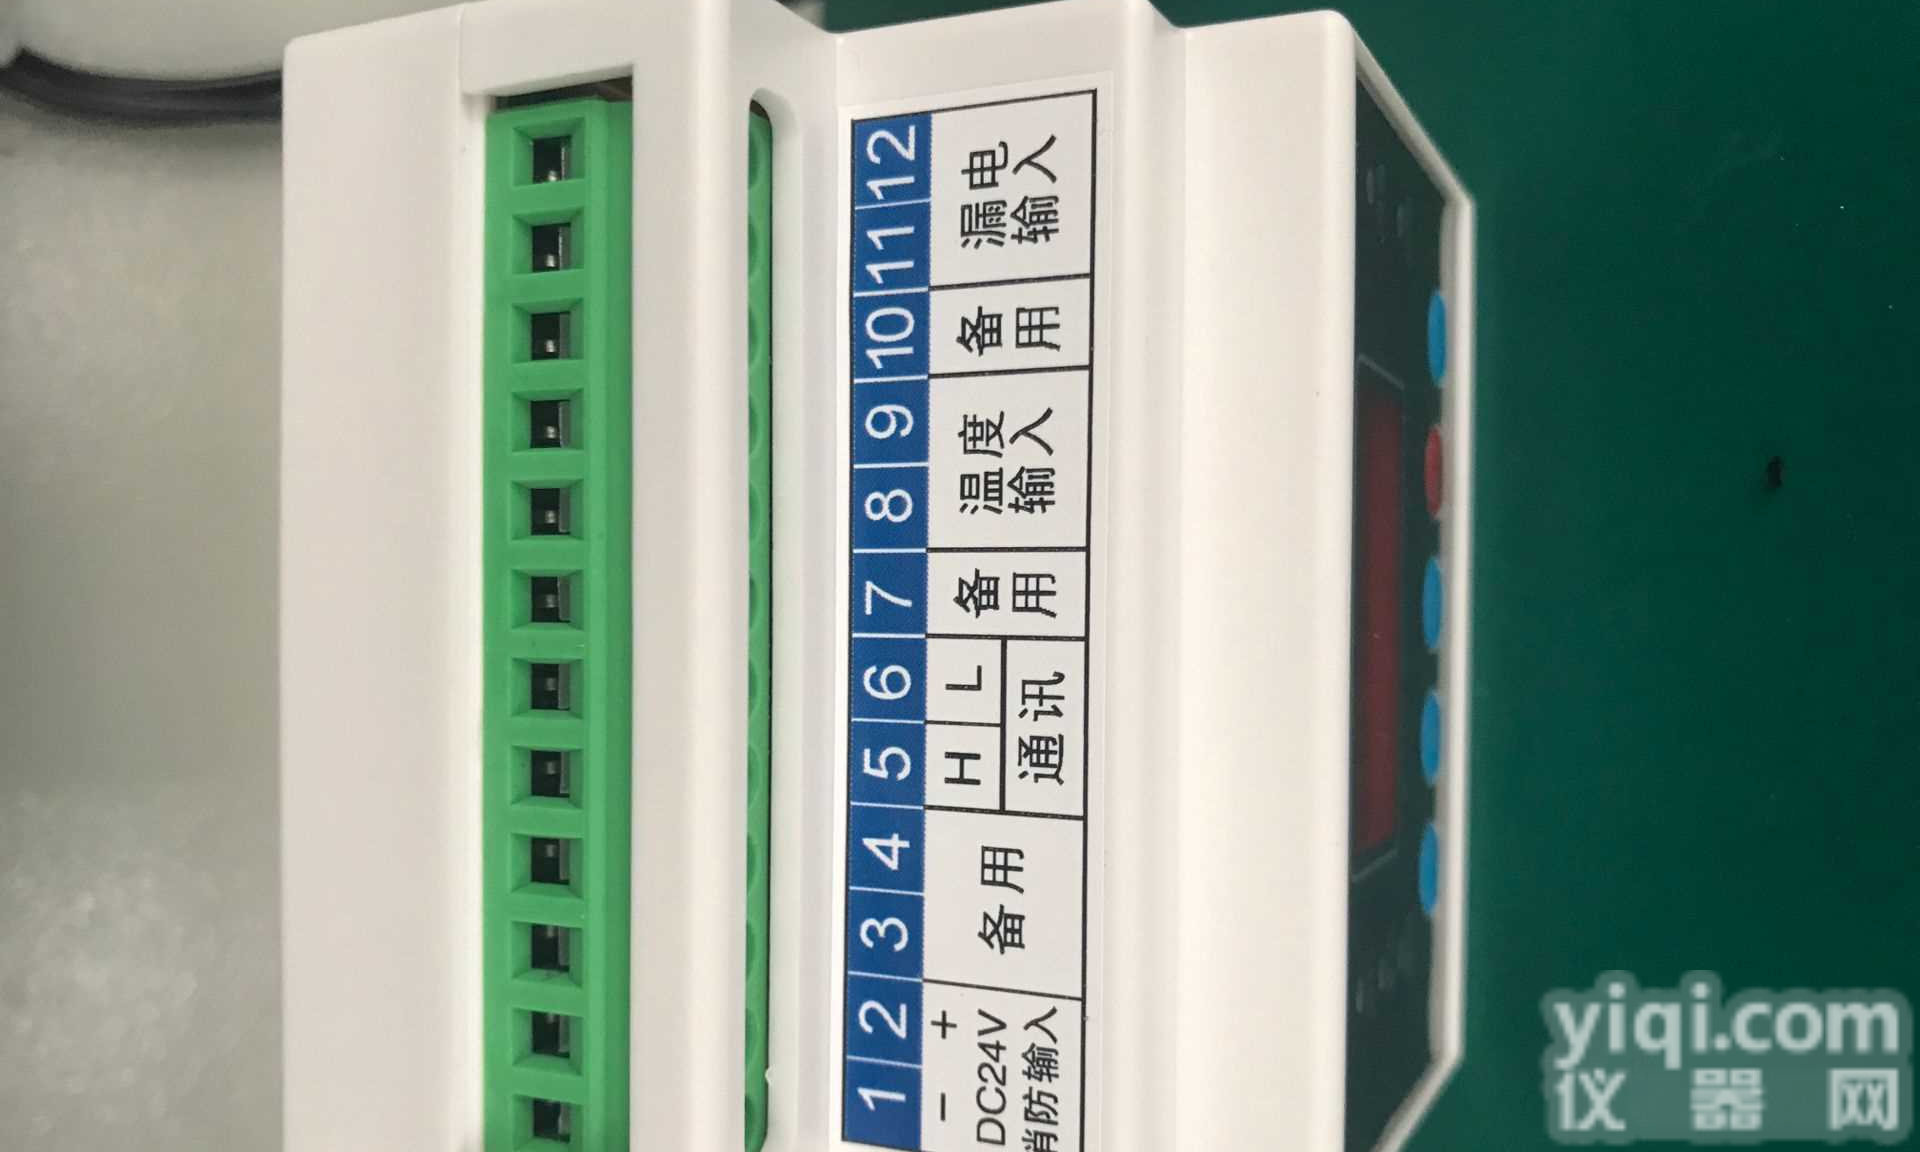 1 2 3 4 5 6 7 8 9 10 11 12
- +
DC24V
消防输入
备用
H L
通讯
备用
温度
输入
备用
漏电
输入
yiqi.com
仪器网